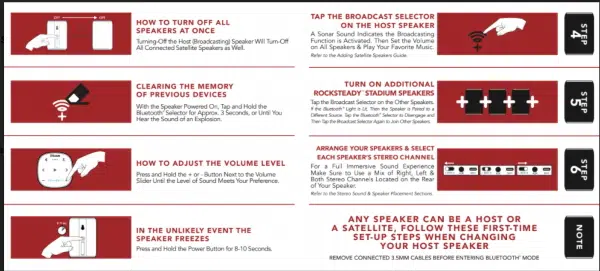 HOW TO TURN OFF ALL
SPEAKERS AT ONCE
Turning-Off the Host (Broadcasting) Speaker Will Turn-Off
All Connected Satellite Speakers as Well.
CLEARING THE MEMORY
OF PREVIOUS DEVICES
With the Speaker Powered On, Tap and Hold the
Bluetooth® Selector for Approx. 3 Seconds, or Until You
Hear the Sound of an Explosion.
HOW TO ADJUST THE VOLUME LEVEL
Press and Hold the + or - Button Next to the Volume
Slider Until the Level of Sound Meets Your Preference.
IN THE UNLIKELY EVENT THE
SPEAKER FREEZES
Press and Hold the Power Button for 8-10 Seconds.
TAP THE BROADCAST SELECTOR
ON THE HOST SPEAKER
A Sonar Sound Indicates the Broadcasting
Function is Activated. Then Set the Volume
on All Speakers & Play Your Favorite Music.
Refer to the Adding Satellite Speakers Guide.
STEP
4
TURN ON ADDITIONAL
ROCKSTEADY™ STADIUM SPEAKERS
Tap the Broadcast Selector on the Other Speakers.
If the Bluetooth® Light is Lit, Then the Speaker is Paired to a
Different Source. Tap the Bluetooth® Selector to Disengage and
Then Tap the Broadcast Selector Again to Join Other Speakers.
STEP
5
ARRANGE YOUR SPEAKERS & SELECT
EACH SPEAKER'S STEREO CHANNEL
For a Full Immersive Sound Experience
Make Sure to Use a Mix of Right, Left &
Both Stereo Channels Located on the Rear
of Your Speaker.
Refer to the Stereo Sound & Speaker Placement Sections.
STEP
6
ANY SPEAKER CAN BE A HOST OR
A SATELLITE, FOLLOW THESE FIRST-TIME
SET-UP STEPS WHEN CHANGING
YOUR HOST SPEAKER
REMOVE CONNECTED 3.5MM CABLES BEFORE ENTERING BLUETOOTH® MODE
NOTE